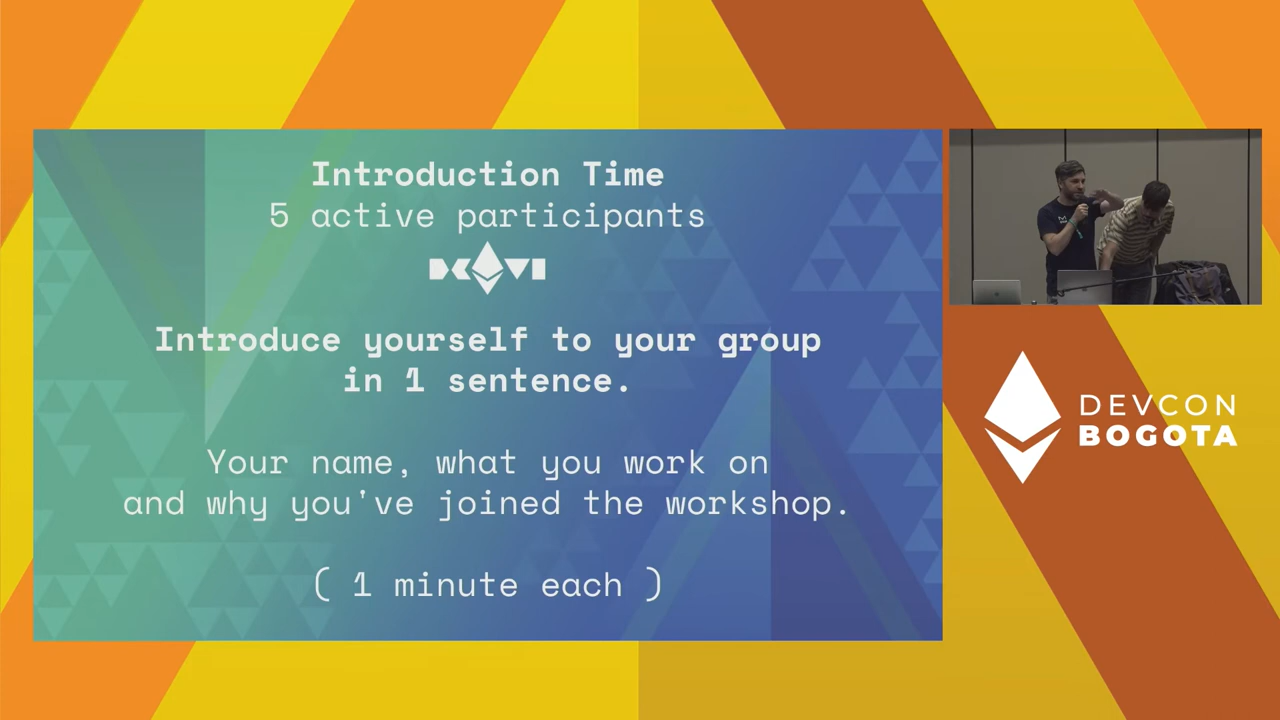 Introduction Time
5 active participants
Introduce yourself to your group
in 1 sentence.
Your name, what you work on
and why you've joined the workshop.
( 1 minute each )
DEVCON
BOGOTA